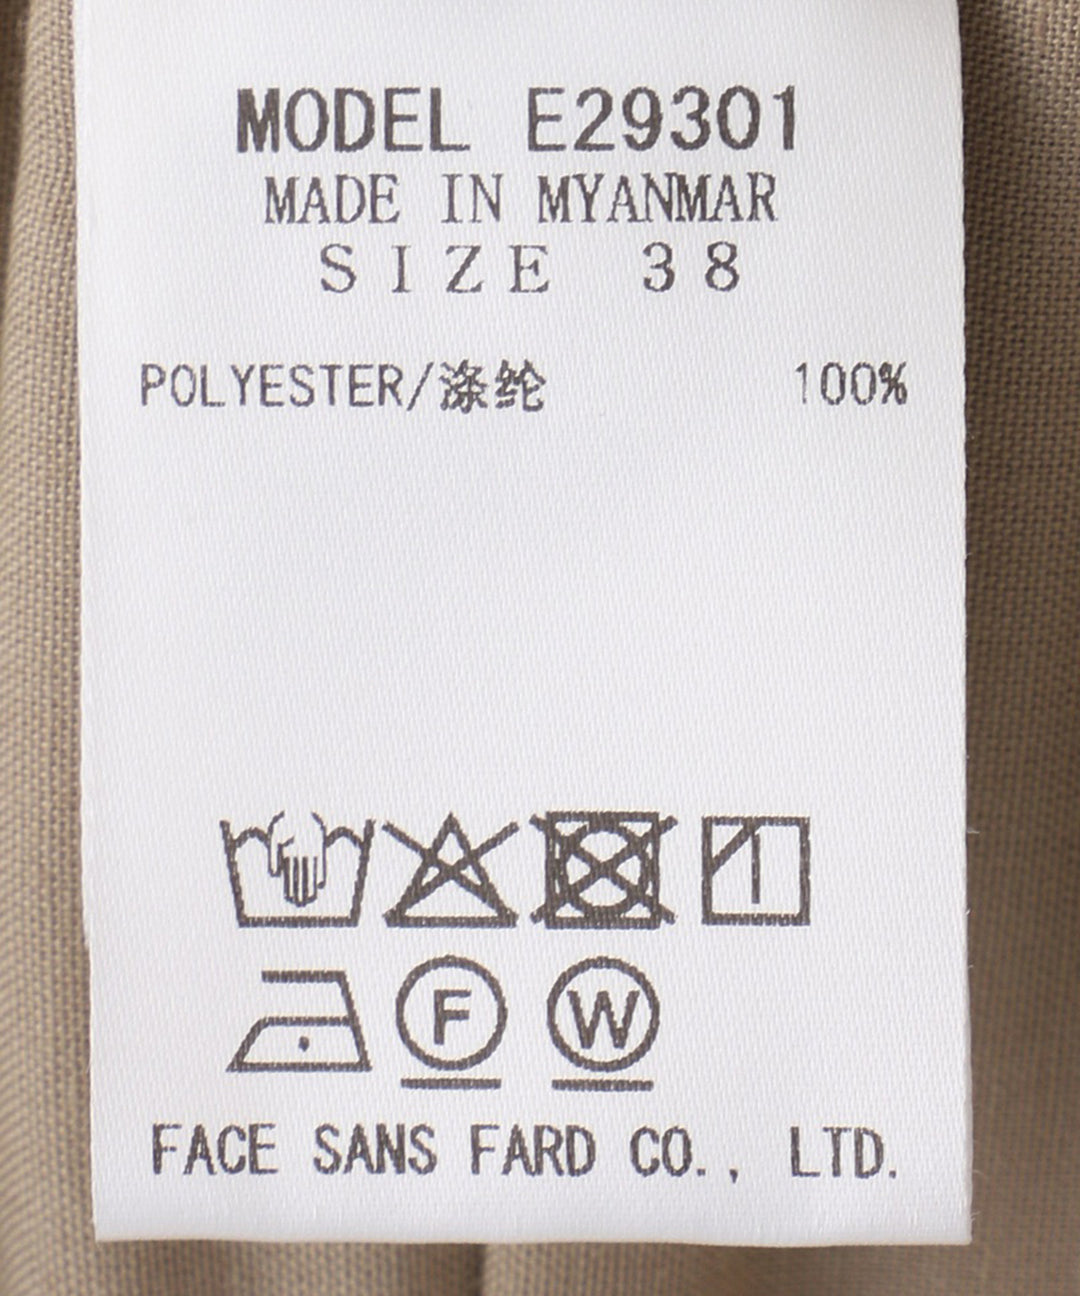 MODEL E29301
MADE IN MYANMAR
SIZE 38
POLYESTER/涤纶 100%
F W
FACE SANS FARD CO., LTD.